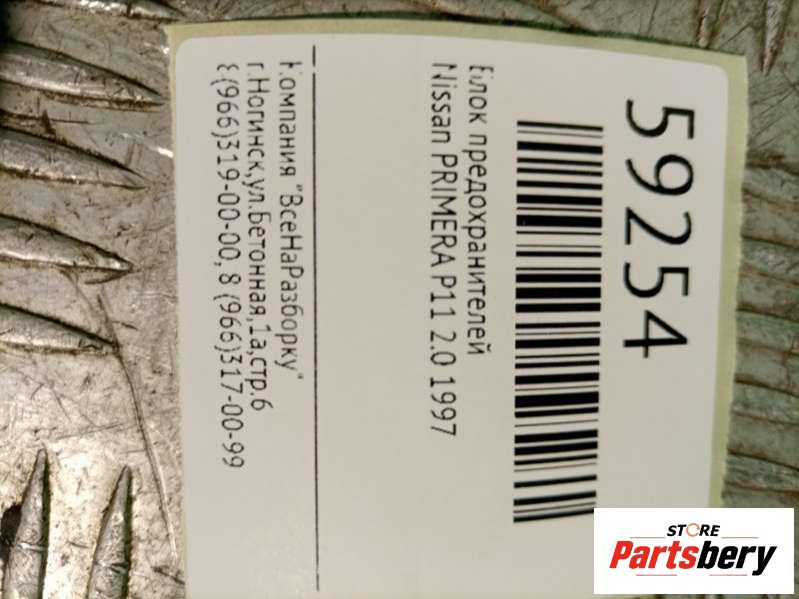 59254
Блок предохранителей
Nissan PRIMERA P11 2.0 1997
Компания "ВсеНаРазборку"
г.Ногинск,ул.Бетонная,1а,стр.6
8 (966)319-00-00, 8 (966)317-00-99
STORE
Partsbery